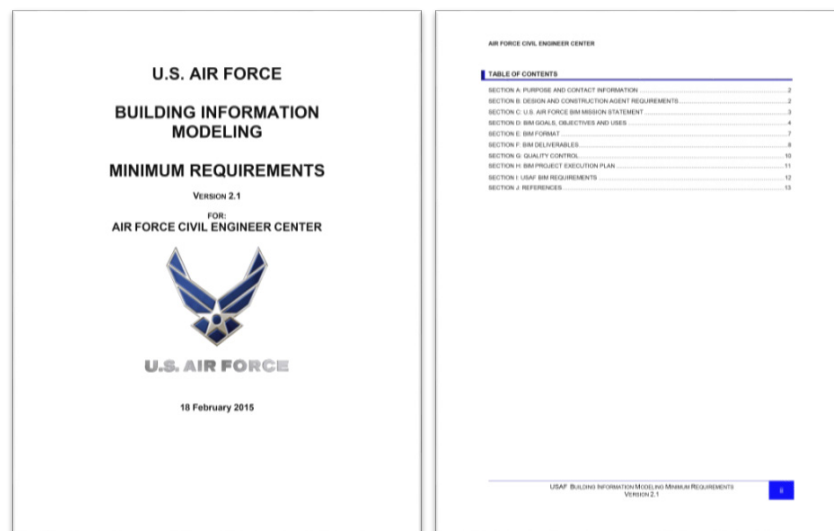 U.S. AIR FORCE
BUILDING INFORMATION
MODELING
MINIMUM REQUIREMENTS
VERSION 2.1
FOR:
AIR FORCE CIVIL ENGINEER CENTER
U.S. AIR FORCE
18 February 2015
AIR FORCE CIVIL ENGINEER CENTER
TABLE OF CONTENTS
SECTION A: PURPOSE AND CONTACT INFORMATION 2
SECTION B: DESIGN AND CONSTRUCTION AGENT REQUIREMENTS 2
SECTION C: U.S. AIR FORCE BIM MISSION STATEMENT 3
SECTION D: BIM GOALS, OBJECTIVES AND USES 4
SECTION E: BIM FORMAT 7
SECTION F: BIM DELIVERABLES 8
SECTION G: QUALITY CONTROL 10
SECTION H: BIM PROJECT EXECUTION PLAN 11
SECTION I: USAF BIM REQUIREMENTS 12
SECTION J: REFERENCES 13
USAF BUILDING INFORMATION MODELING MINIMUM REQUIREMENTS
VERSION 2.1